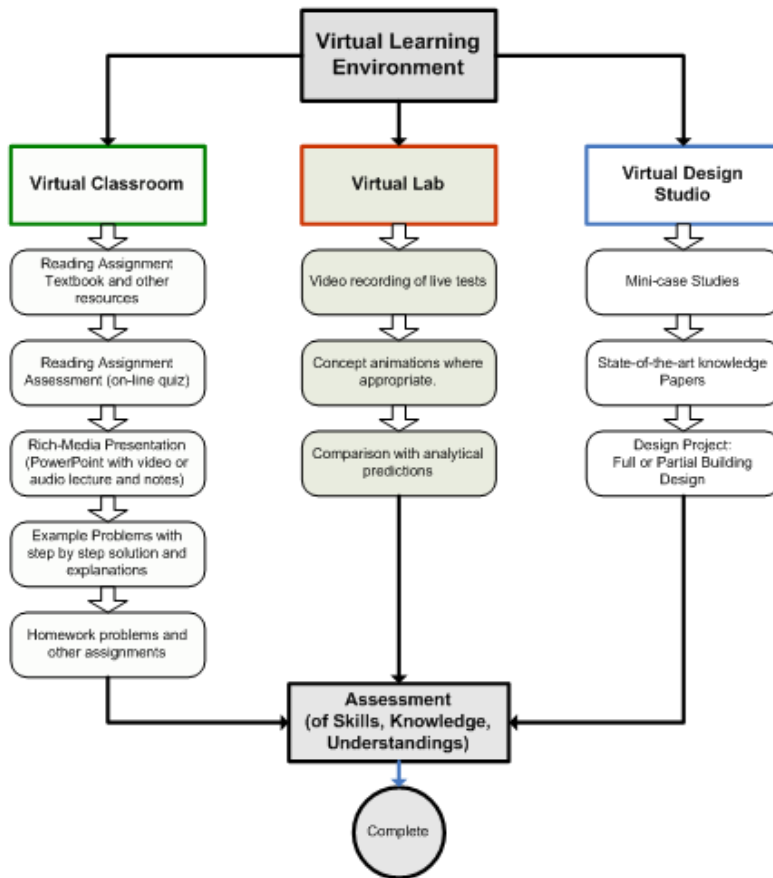 Virtual Learning
Environment
Virtual Classroom
Reading Assignment
Textbook and other
resources
Reading Assignment
Assessment (on-line quiz)
Rich-Media Presentation
(PowerPoint with video or
audio lecture and notes)
Example Problems with
step by step solution and
explanations
Homework problems and
other assignments
Virtual Lab
Video recording of live tests
Concept animations where
appropriate.
Comparison with analytical
predictions
Virtual Design
Studio
Mini-case Studies
State-of-the-art knowledge
Papers
Design Project:
Full or Partial Building
Design
Assessment
(of Skills, Knowledge,
Understandings)
Complete